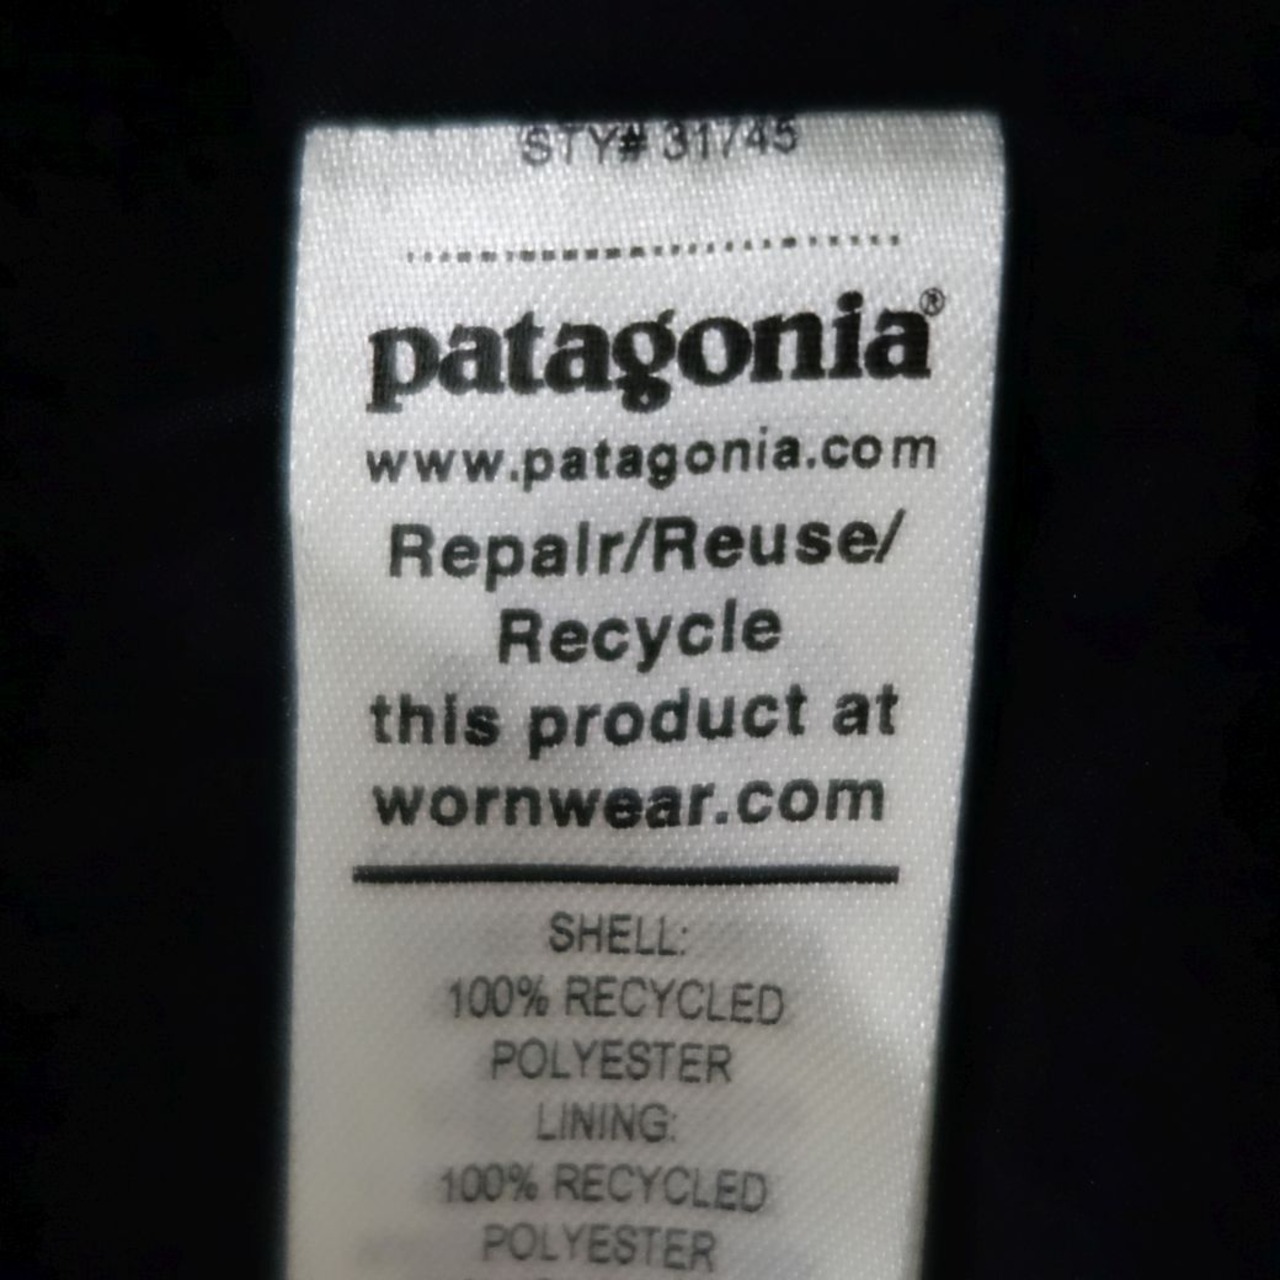 STY# 31745
patagonia®
www.patagonia.com
Repair/Reuse/
Recycle
this product at
wornwear.com
SHELL:
100% RECYCLED
POLYESTER
LINING:
100% RECYCLED
POLYESTER